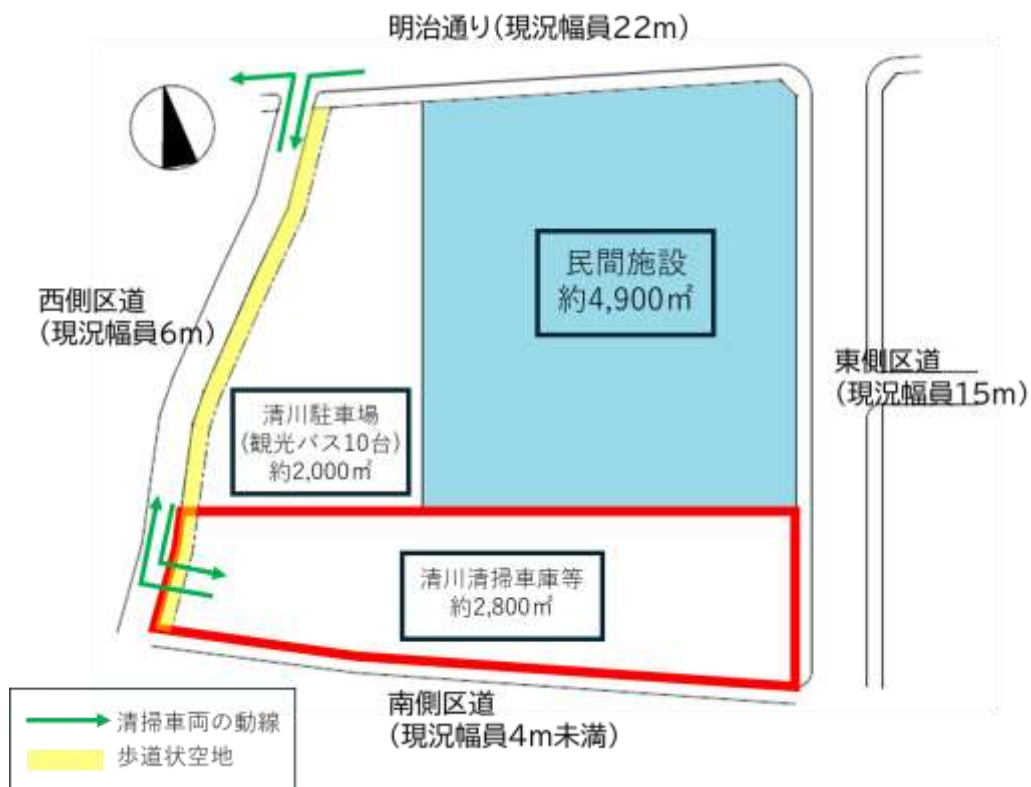 明治通り(現況幅員22m)
民間施設
約4,900㎡
西側区道
(現況幅員6m)
東側区道
(現況幅員15m)
清川駐車場
(観光バス10台)
約2,000㎡
清川清掃車庫等
約2,800㎡
南側区道
(現況幅員4m未満)
清掃車両の動線
歩道状空地